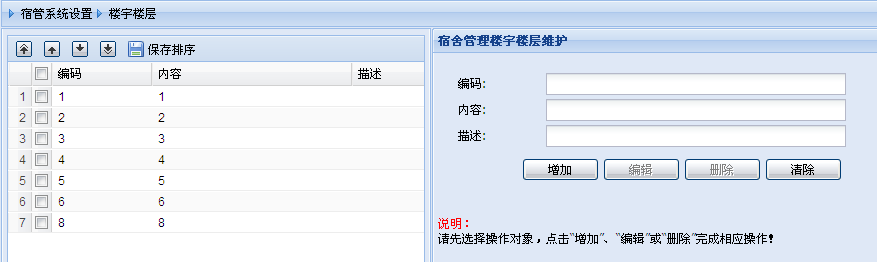 宿管系统设置 楼宇楼层
保存排序
编码 内容 描述
1 1 1
2 2 2
3 3 3
4 4 4
5 5 5
6 6 6
7 8 8
宿舍管理楼宇楼层维护
编码:
内容:
描述:
增加 编辑 删除 清除
说明：
请先选择操作对象，点击"增加"、"编辑"或"删除"完成相应操作！